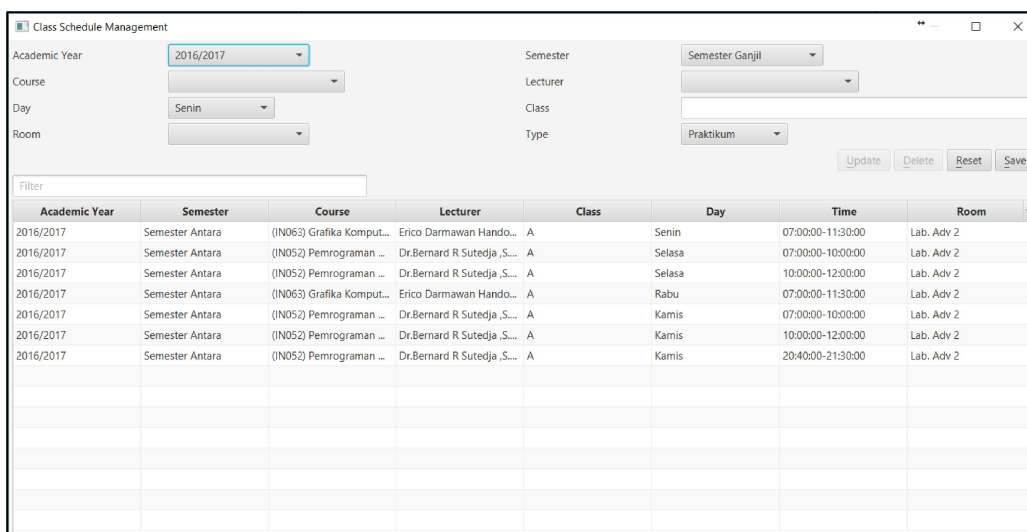 Class Schedule Management
Academic Year 2016/2017 Semester Semester Ganjil
Course Lecturer
Day Senin Class
Room Type Praktikum
Update Delete Reset Save
Filter
Academic Year Semester Course Lecturer Class Day Time Room
2016/2017 Semester Antara (IN063) Grafika Komput... Erico Darmawan Hando... A Senin 07:00:00-11:30:00 Lab. Adv 2
2016/2017 Semester Antara (IN052) Pemrograman ... Dr.Bernard R Sutedja ,S.... A Selasa 07:00:00-10:00:00 Lab. Adv 2
2016/2017 Semester Antara (IN052) Pemrograman ... Dr.Bernard R Sutedja ,S.... A Selasa 10:00:00-12:00:00 Lab. Adv 2
2016/2017 Semester Antara (IN063) Grafika Komput... Erico Darmawan Hando... A Rabu 07:00:00-11:30:00 Lab. Adv 2
2016/2017 Semester Antara (IN052) Pemrograman ... Dr.Bernard R Sutedja ,S.... A Kamis 07:00:00-10:00:00 Lab. Adv 2
2016/2017 Semester Antara (IN052) Pemrograman ... Dr.Bernard R Sutedja ,S.... A Kamis 10:00:00-12:00:00 Lab. Adv 2
2016/2017 Semester Antara (IN052) Pemrograman ... Dr.Bernard R Sutedja ,S.... A Kamis 20:40:00-21:30:00 Lab. Adv 2